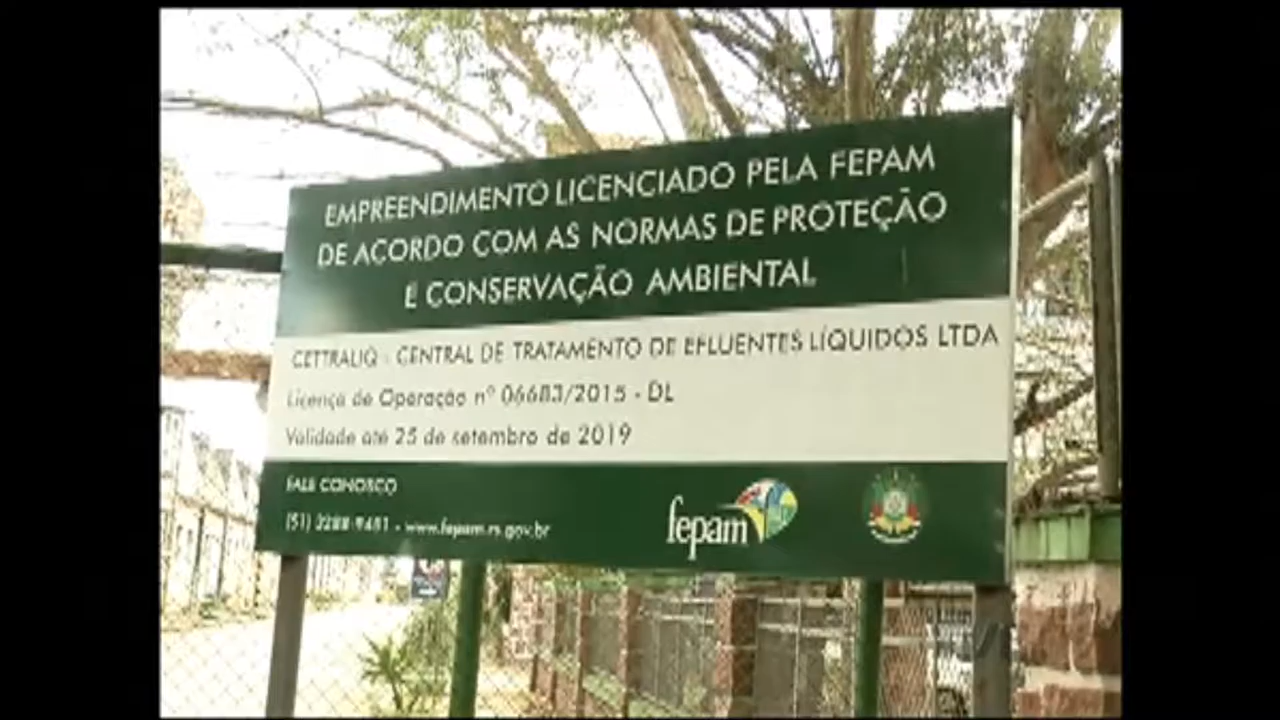 EMPREENDIMENTO LICENCIADO PELA FEPAM
DE ACORDO COM AS NORMAS DE PROTEÇÃO
E CONSERVAÇÃO AMBIENTAL
CETTRALIQ - CENTRAL DE TRATAMENTO DE EFLUENTES LÍQUIDOS LTDA
Licença de Operação nº 06683/2015 - DL
Validade até 25 de setembro de 2019
FALE CONOSCO
(51) - www.fepam.rs.gov.br
fepam